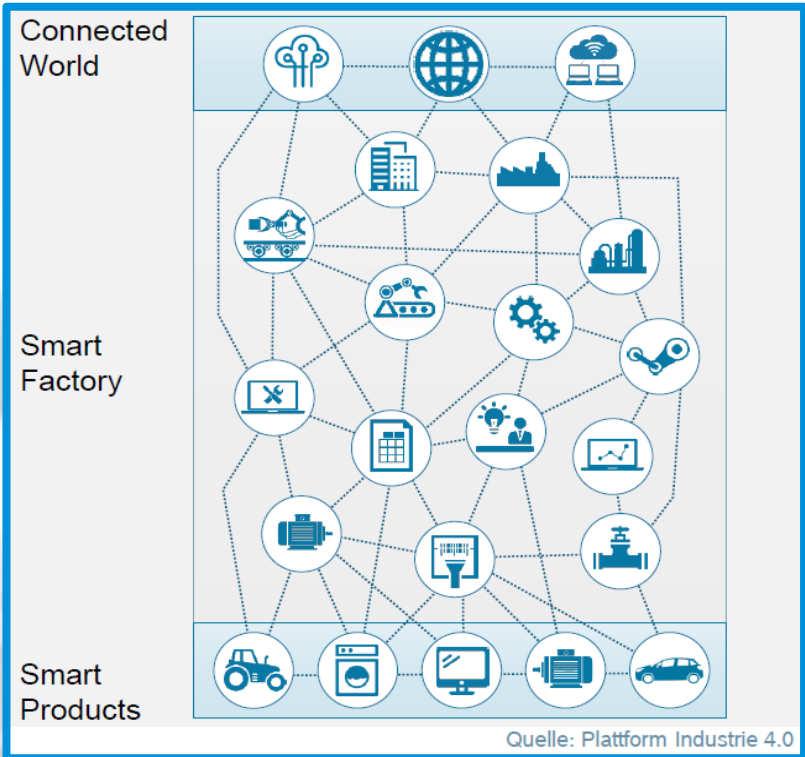 Connected
World
Smart
Factory
Smart
Products
Quelle: Plattform Industrie 4.0